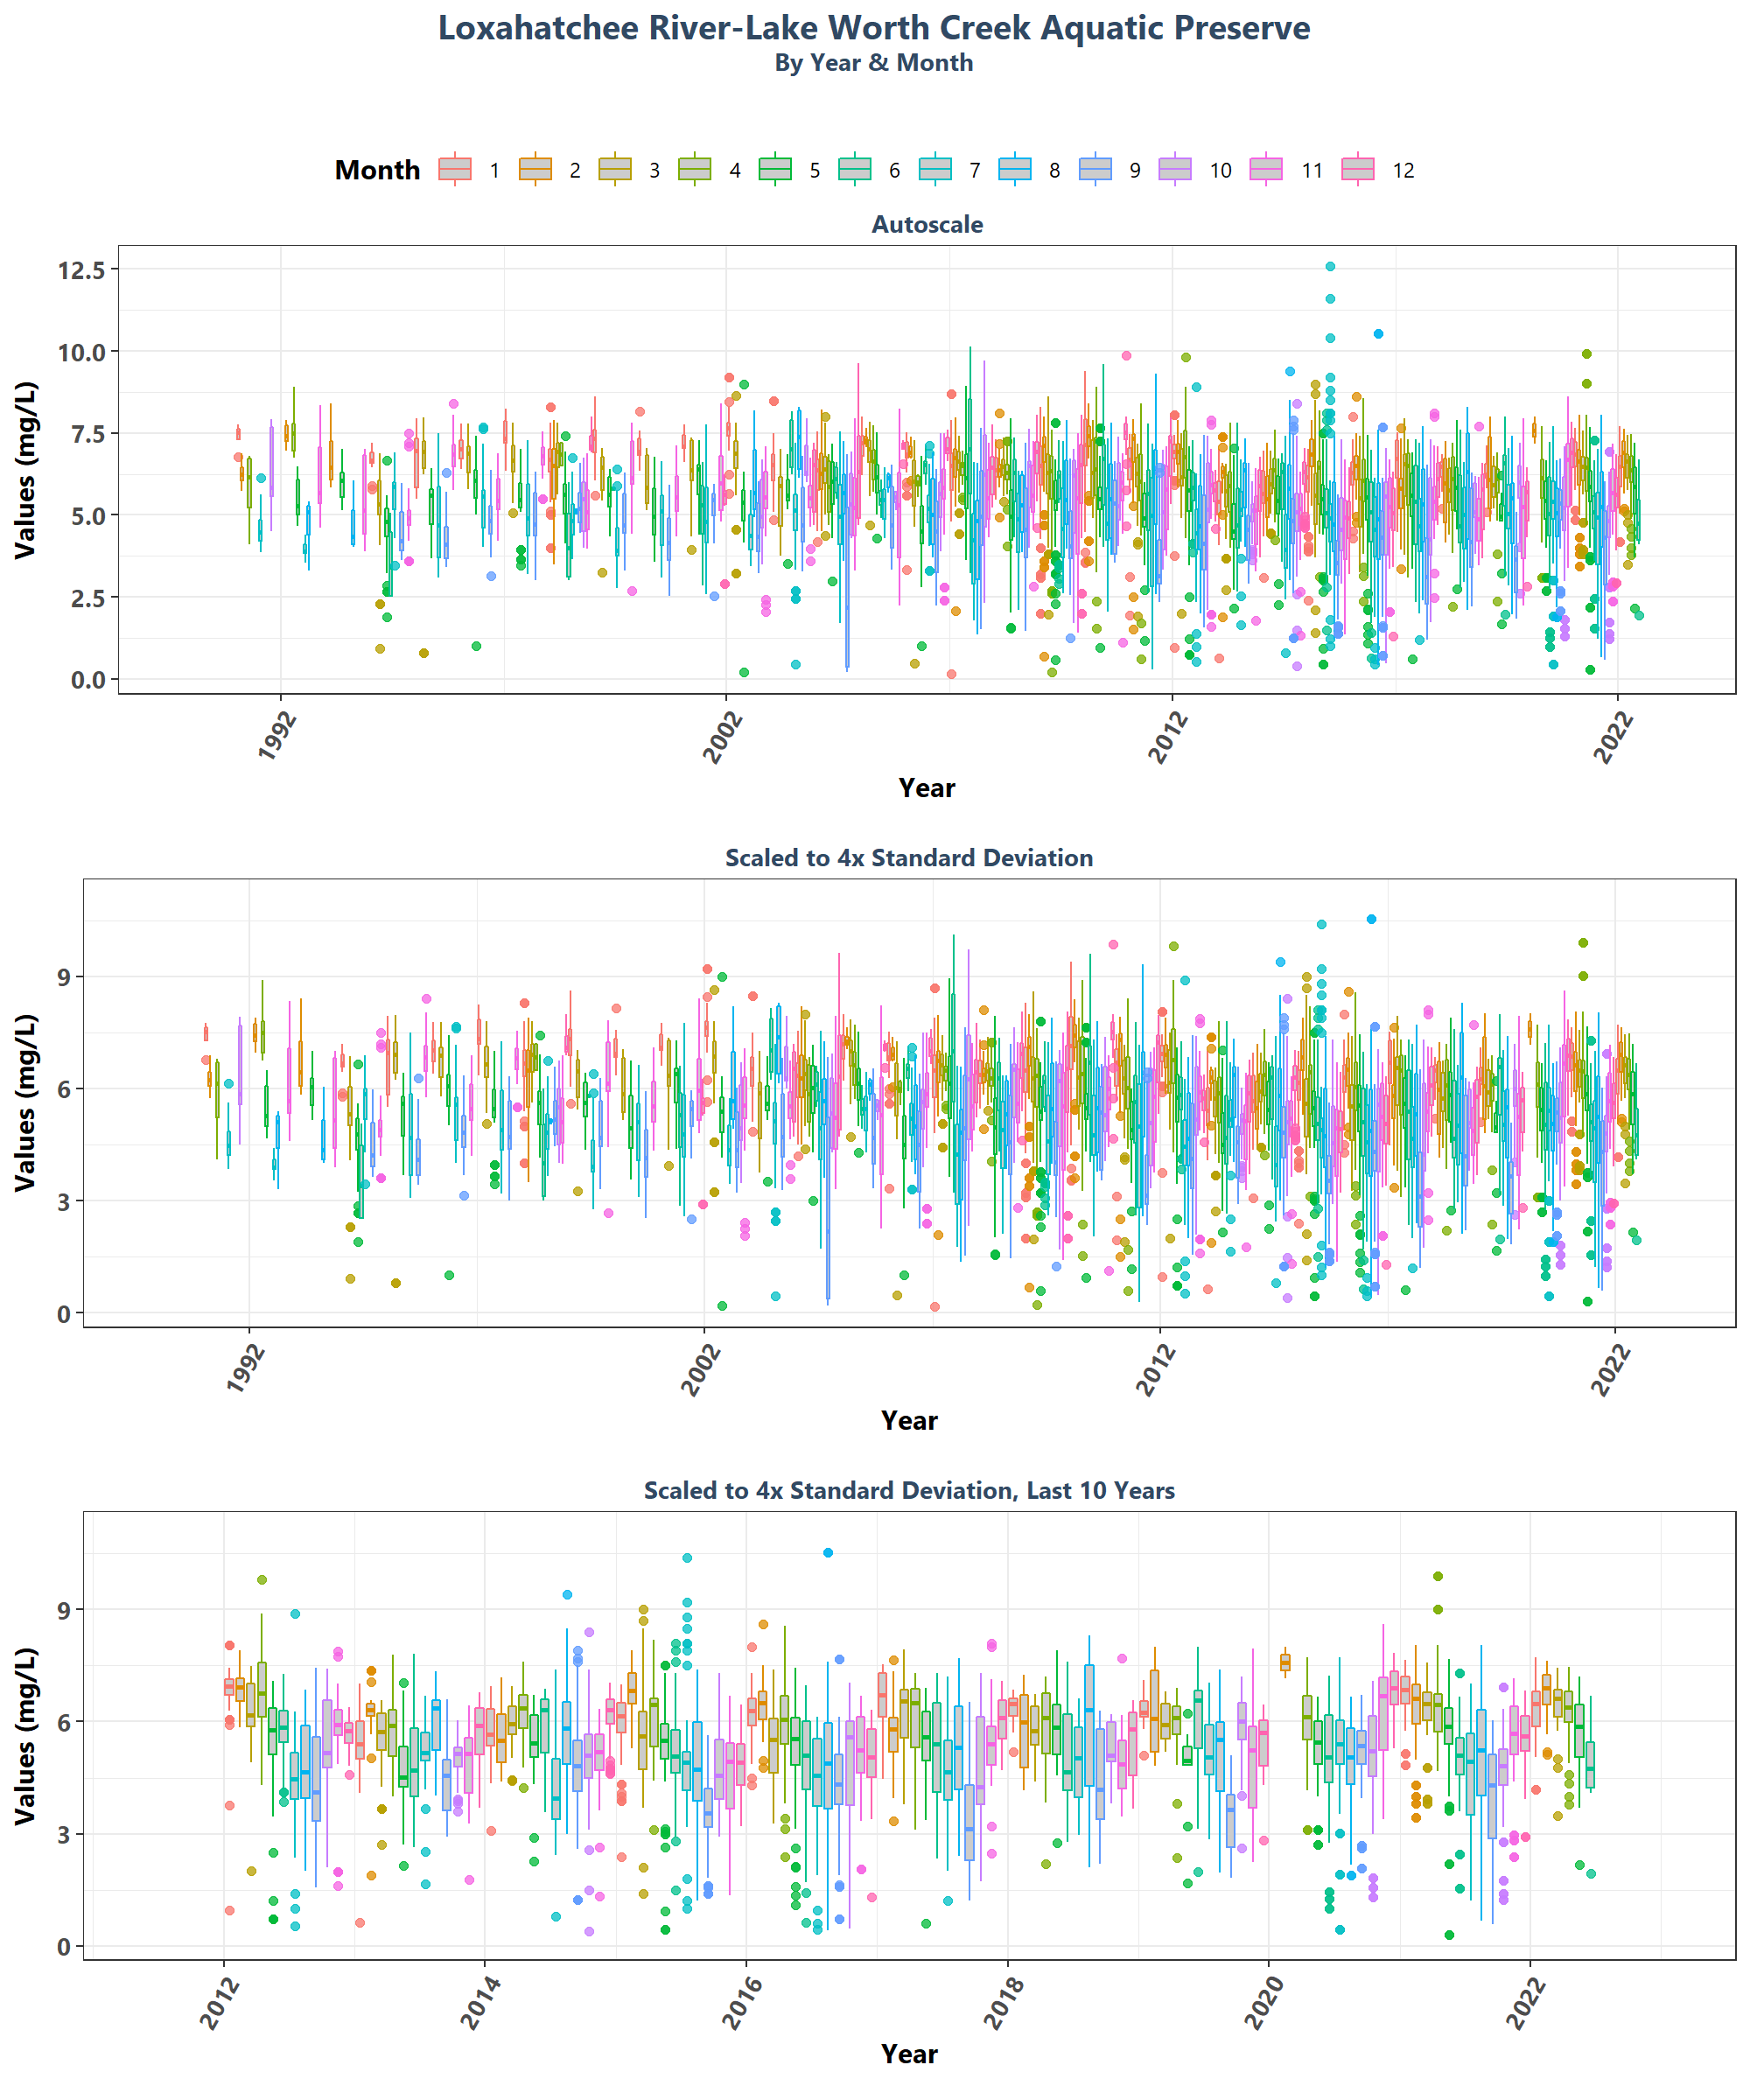 Loxahatchee River-Lake Worth Creek Aquatic Preserve
By Year & Month
Month 1 2 3 4 5 6 7 8 9 10 11 12
Autoscale
Values (mg/L)
12.5
10.0
7.5
5.0
2.5
0.0
1992 2002 2012 2022
Year
Scaled to 4x Standard Deviation
Values (mg/L)
9
6
3
0
1992 2002 2012 2022
Year
Scaled to 4x Standard Deviation, Last 10 Years
Values (mg/L)
9
6
3
0
2012 2014 2016 2018 2020 2022
Year